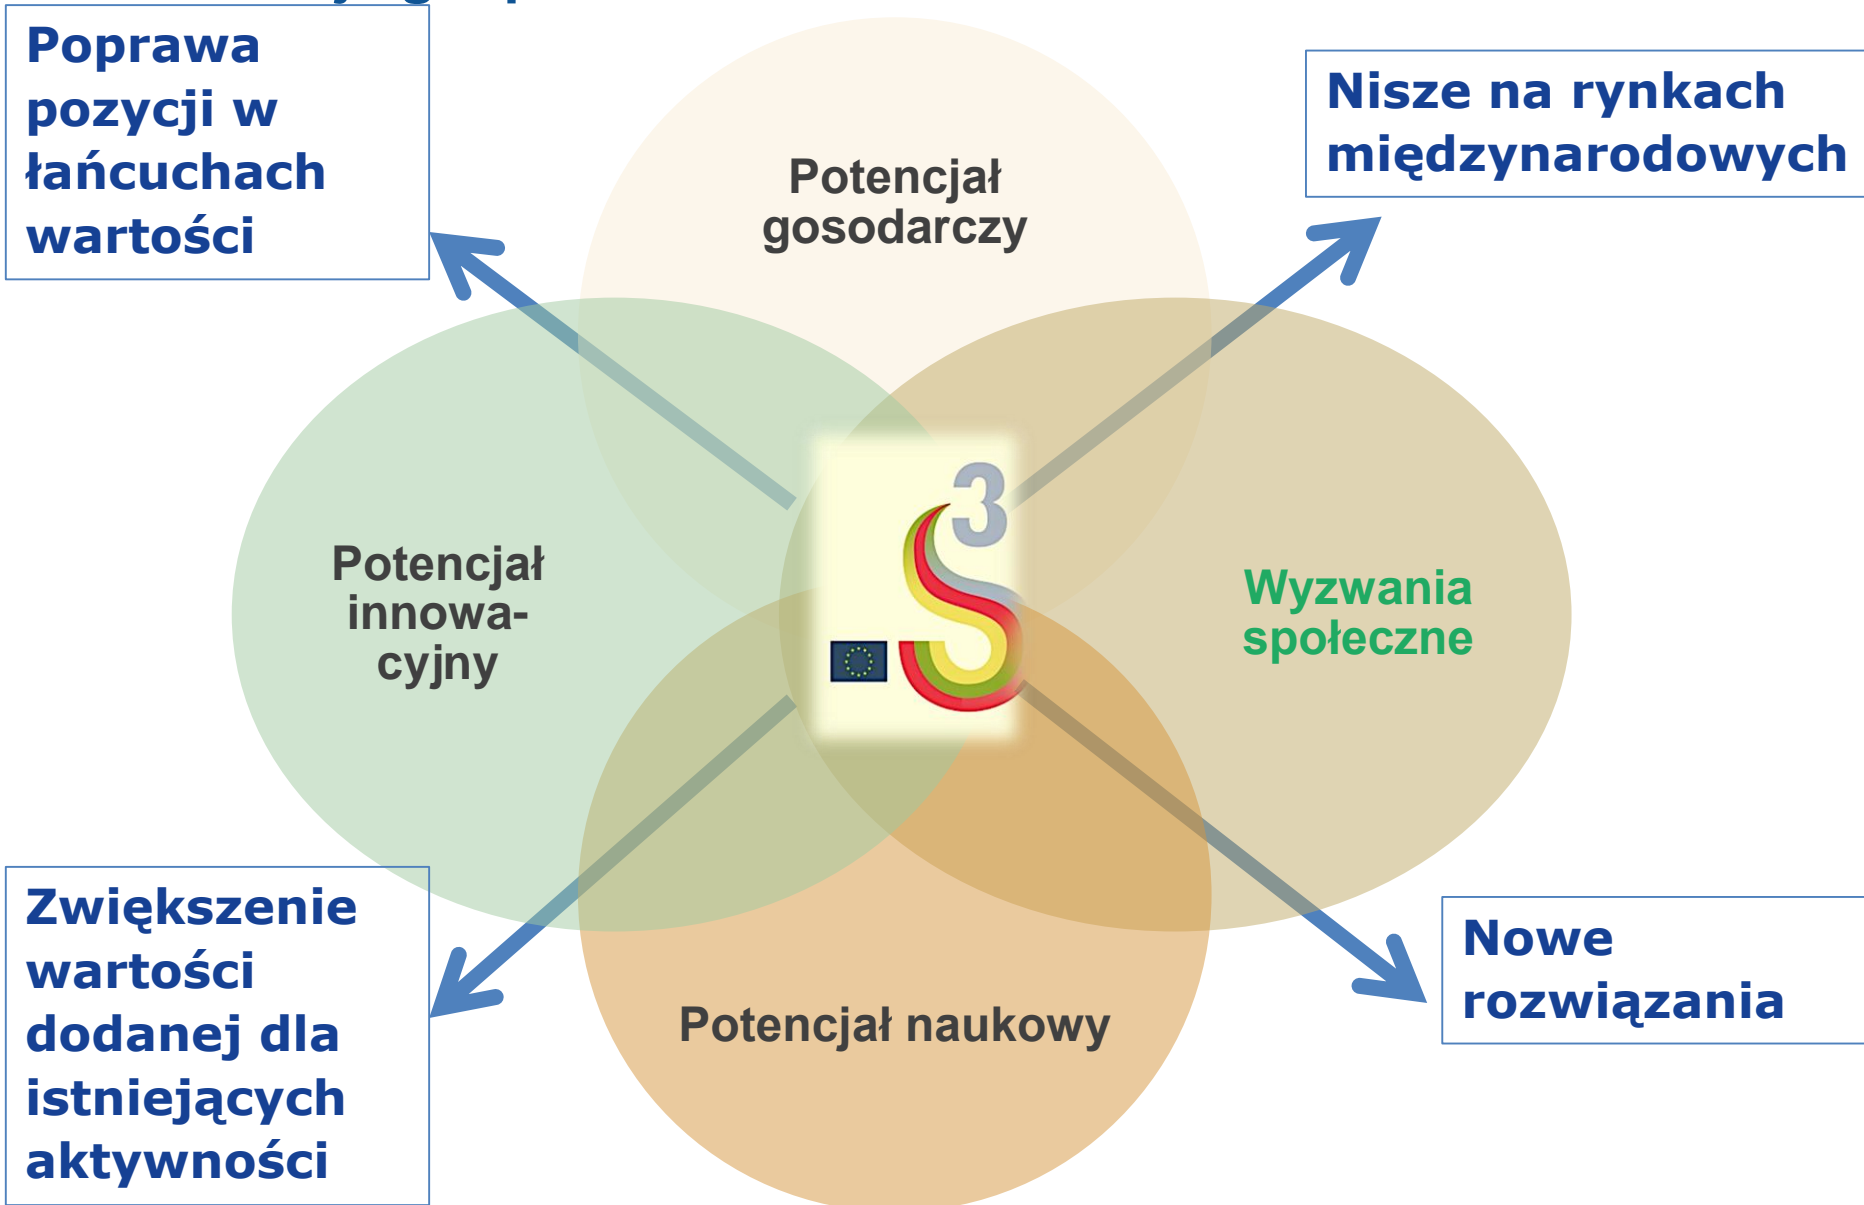 Poprawa
pozycji w
łańcuchach
wartości
Nisze na rynkach
międzynarodowych
Potencjał
gosodarczy
Potencjał
innowa-
cyjny
S3
Wyzwania
społeczne
Potencjał naukowy
Zwiększenie
wartości
dodanej dla
istniejących
aktywności
Nowe
rozwiązania